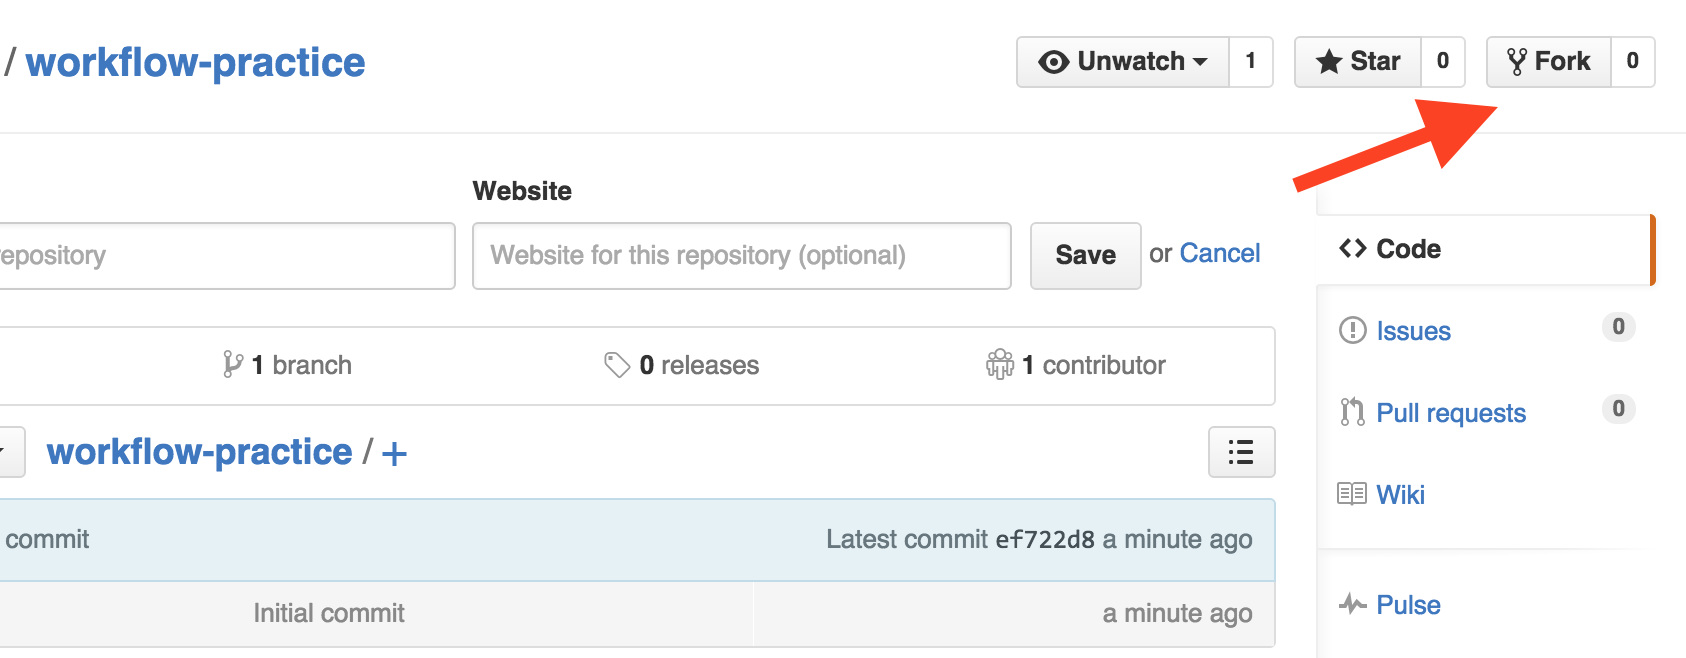 / workflow-practice
Unwatch 1
Star 0
Fork 0
Website
epository
Website for this repository (optional)
Save or Cancel
1 branch
0 releases
1 contributor
workflow-practice / +
commit
Latest commit ef722d8 a minute ago
Initial commit
a minute ago
Code
Issues 0
Pull requests 0
Wiki
Pulse